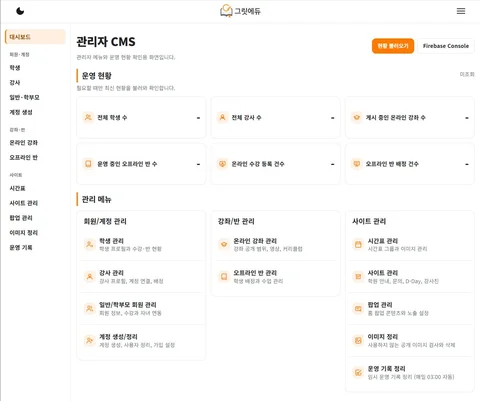 그릿에듀
대시보드
회원·계정
학생
강사
일반·학부모
계정 생성
강좌·반
온라인 강좌
오프라인 반
사이트
시간표
사이트 관리
팝업 관리
이미지 정리
운영 기록
관리자 CMS
관리자 메뉴와 운영 현황 확인용 화면입니다.
현황 불러오기
Firebase Console
운영 현황
미조회
필요할 때만 최신 현황을 불러와 확인합니다.
전체 학생 수 -
전체 강사 수 -
게시 중인 온라인 강좌 수 -
운영 중인 오프라인 반 수 -
온라인 수강 등록 건수 -
오프라인 반 배정 건수 -
관리 메뉴
회원/계정 관리
학생 관리
학생 프로필과 수강·반 현황
강사 관리
강사 프로필, 계정 연결, 배정
일반/학부모 회원 관리
회원 정보, 수강과 자녀 연동
계정 생성/정리
계정 생성, 사용자 정리, 가입 설정
강좌/반 관리
온라인 강좌 관리
강좌 공개 범위, 영상, 커리큘럼
오프라인 반 관리
학생 배정과 수업 관리
사이트 관리
시간표 관리
시간표 그룹과 이미지 관리
사이트 관리
학원 안내, 문의, D-Day, 감사진
팝업 관리
홈 팝업 콘텐츠와 노출 설정
이미지 정리
사용하지 않는 공개 이미지 검사와 삭제
운영 기록 정리
임시 운영 기록 정리 (매일 03:00 자동)